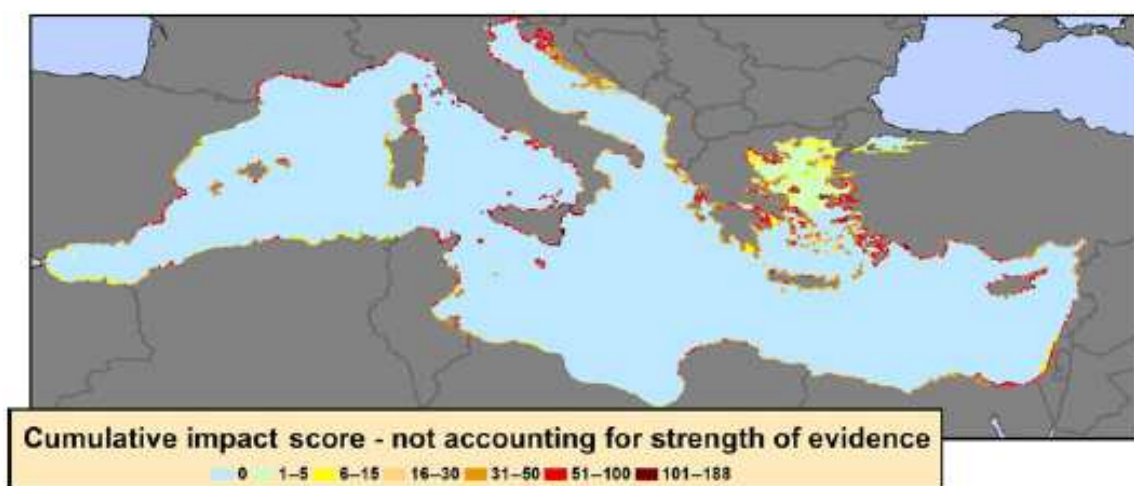 Cumulative impact score - not accounting for strength of evidence
0 1–5 6–15 16–30 31–50 51–100 101–188